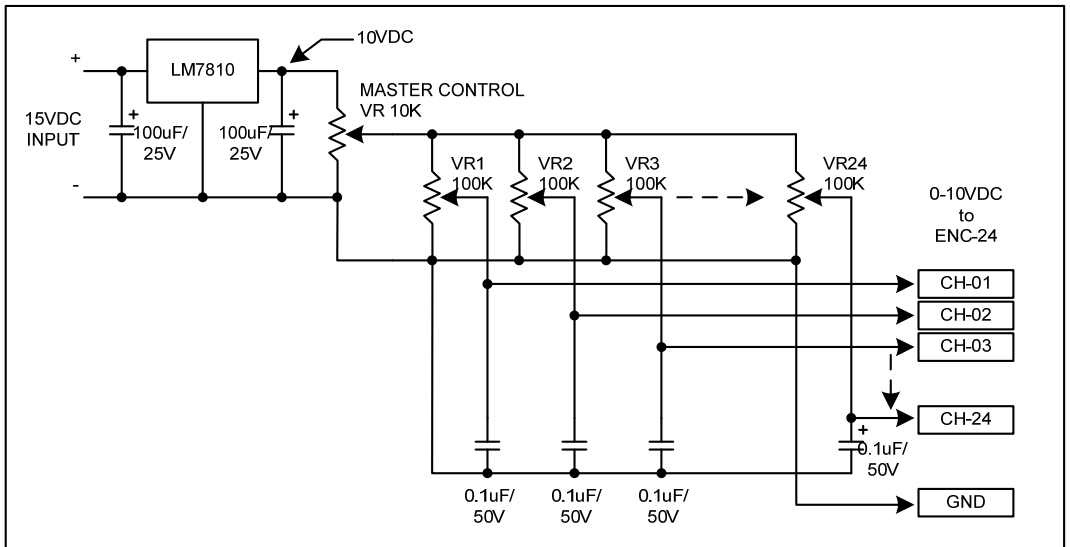 10VDC
+
LM7810
MASTER CONTROL
VR 10K
15VDC
INPUT
+
100uF/
25V
+
100uF/
25V
-
VR1
100K
VR2
100K
VR3
100K
VR24
100K
0-10VDC
to
ENC-24
CH-01
CH-02
CH-03
CH-24
+
0.1uF/
50V
0.1uF/
50V
0.1uF/
50V
0.1uF/
50V
GND